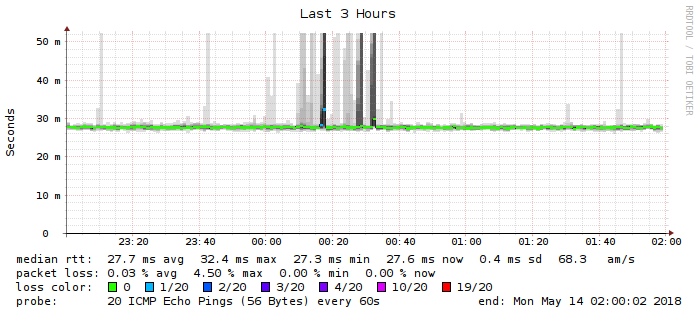 Last 3 Hours
RRDTOOL / TOBI OETIKER
Seconds
50 m
40 m
30 m
20 m
10 m
0
23:20 23:40 00:00 00:20 00:40 01:00 01:20 01:40 02:00
median rtt: 27.7 ms avg 32.4 ms max 27.3 ms min 27.6 ms now 0.4 ms sd 68.3 am/s
packet loss: 0.03 % avg 4.50 % max 0.00 % min 0.00 % now
loss color: 0 1/20 2/20 3/20 4/20 10/20 19/20
probe: 20 ICMP Echo Pings (56 Bytes) every 60s end: Mon May 14 02:00:02 2018